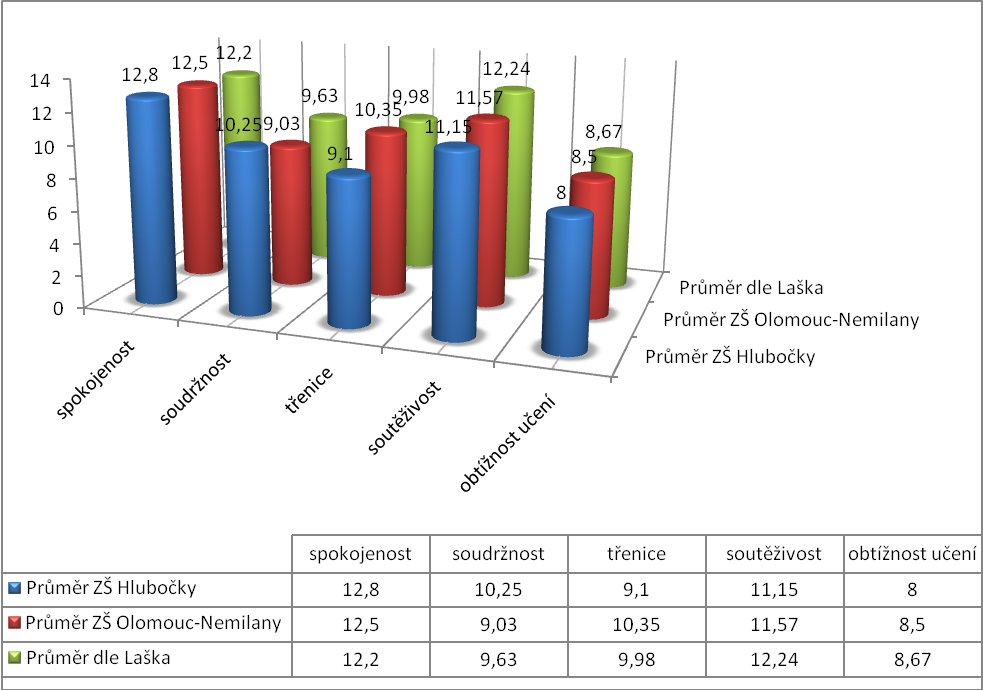 12,8 12,5 12,2
10,25 9,03 9,63
9,1 10,35 9,98
11,15 11,57 12,24
8 8,5 8,67
14
12
10
8
6
4
2
0
Průměr dle Laška
Průměr ZŠ Olomouc-Nemilany
Průměr ZŠ Hlubočky
spokojenost
soudržnost
třenice
soutěživost
obtížnost učení
spokojenost soudržnost třenice soutěživost obtížnost učení
Průměr ZŠ Hlubočky 12,8 10,25 9,1 11,15 8
Průměr ZŠ Olomouc-Nemilany 12,5 9,03 10,35 11,57 8,5
Průměr dle Laška 12,2 9,63 9,98 12,24 8,67